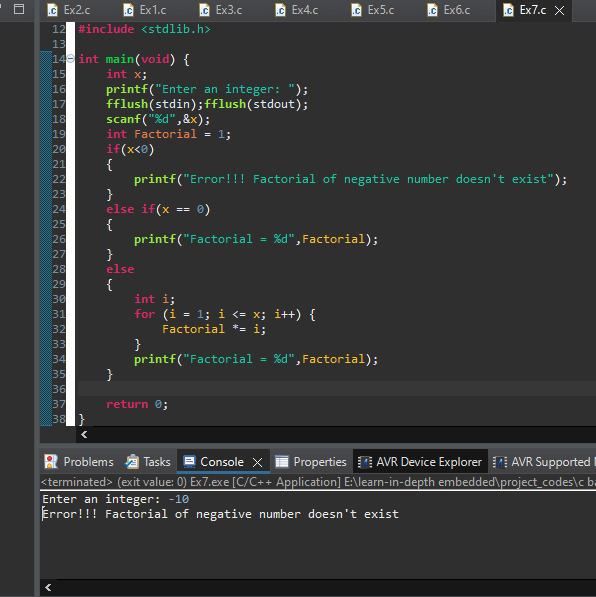 Ex2.c Ex1.c Ex3.c Ex4.c Ex5.c Ex6.c Ex7.c
12 #include <stdlib.h>
13
14 int main(void) {
15 int x;
16 printf("Enter an integer: ");
17 fflush(stdin);fflush(stdout);
18 scanf("%d",&x);
19 int Factorial = 1;
20 if(x<0)
21 {
22 printf("Error!!! Factorial of negative number doesn't exist");
23 }
24 else if(x == 0)
25 {
26 printf("Factorial = %d",Factorial);
27 }
28 else
29 {
30 int i;
31 for (i = 1; i <= x; i++) {
32 Factorial *= i;
33 }
34 printf("Factorial = %d",Factorial);
35 }
36
37 return 0;
38 }
Problems Tasks Console Properties AVR Device Explorer AVR Supported
<terminated> (exit value: 0) Ex7.exe [C/C++ Application] E:\learn-in-depth embedded\project_codes\c ba
Enter an integer: -10
Error!!! Factorial of negative number doesn't exist